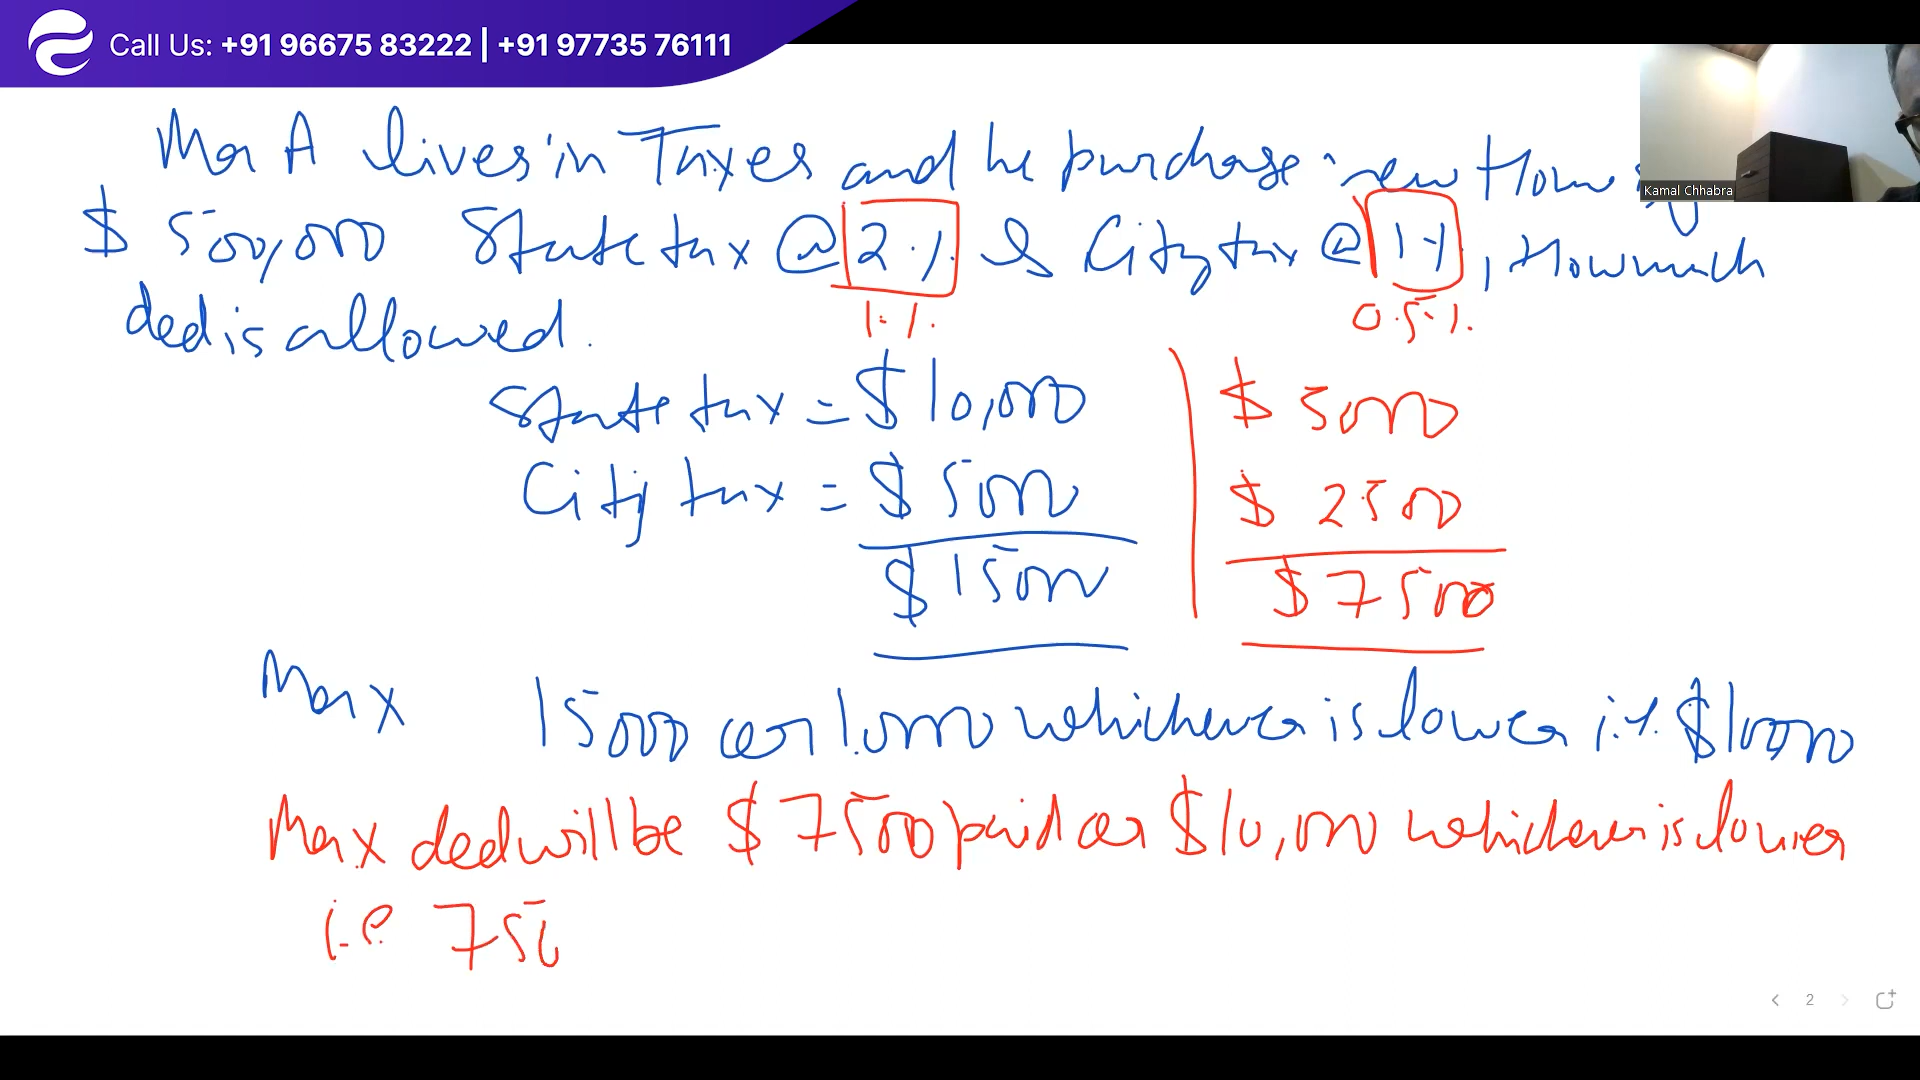 Call Us: +91 96675 83222 | +91 97735 76111
Kamal Chhabra
Mr A lives in Taxes and he purchase new Home
$ 500,000 State tax @ 2% & City tax @ 1%, How much
1% 0.5%
ded is allowed.
State tax = $10,000 $ 5000
City tax = $5000 $ 2500
$15000 $7500
Max 15000 or 10000 whichever is lower i.e. $10,000
Max ded will be $7500 paid or $10,000 whichever is lower
i.e 750
2